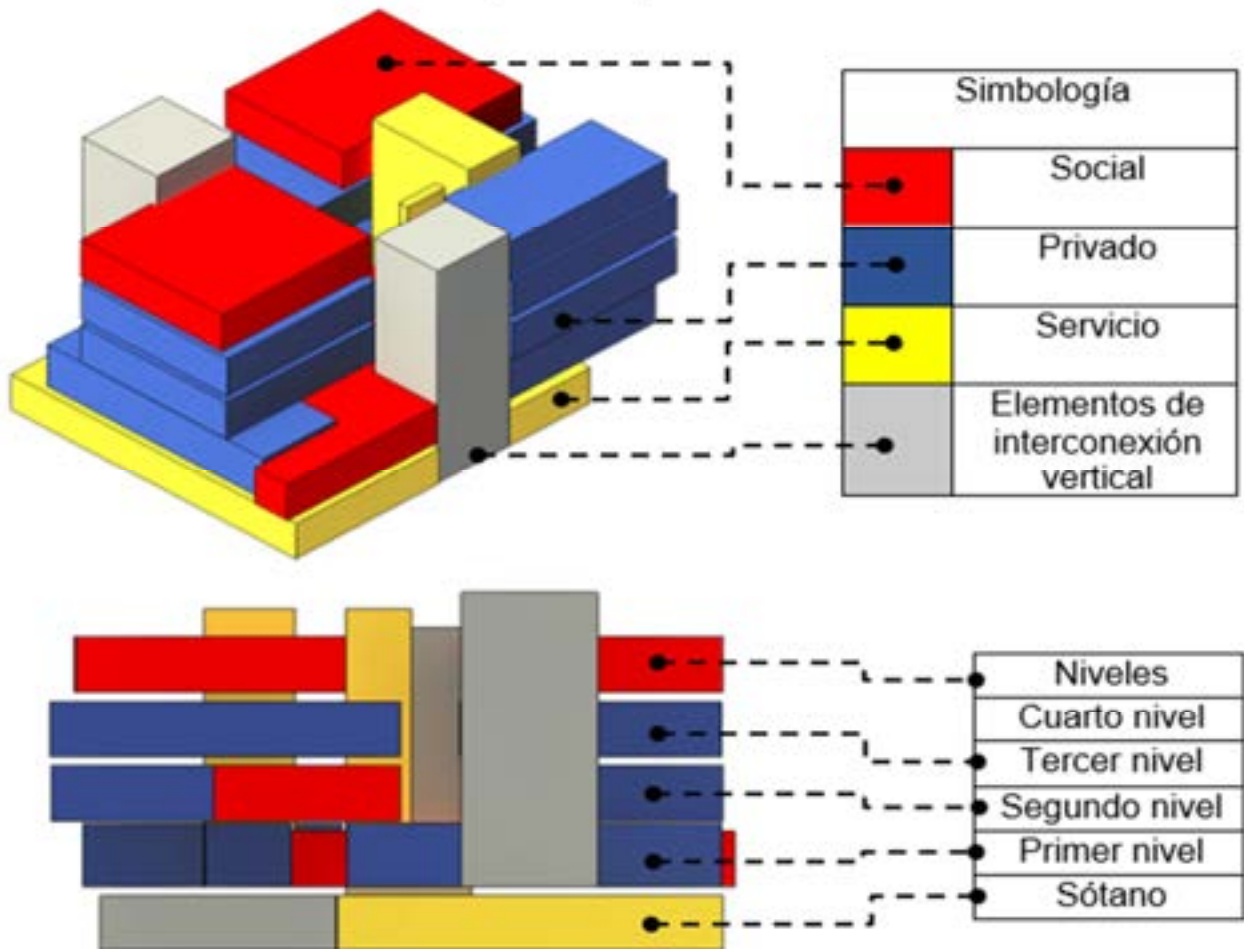 Simbología
Social
Privado
Servicio
Elementos de
interconexión
vertical
Niveles
Cuarto nivel
Tercer nivel
Segundo nivel
Primer nivel
Sótano